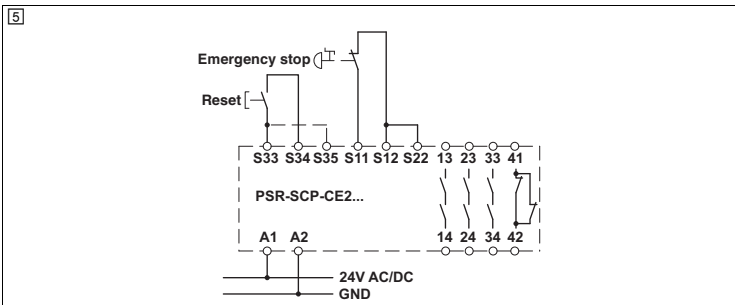 5
Emergency stop
Reset
S33 S34 S35 S11 S12 S22 13 23 33 41
PSR-SCP-CE2...
14 24 34 42
A1 A2
24V AC/DC
GND